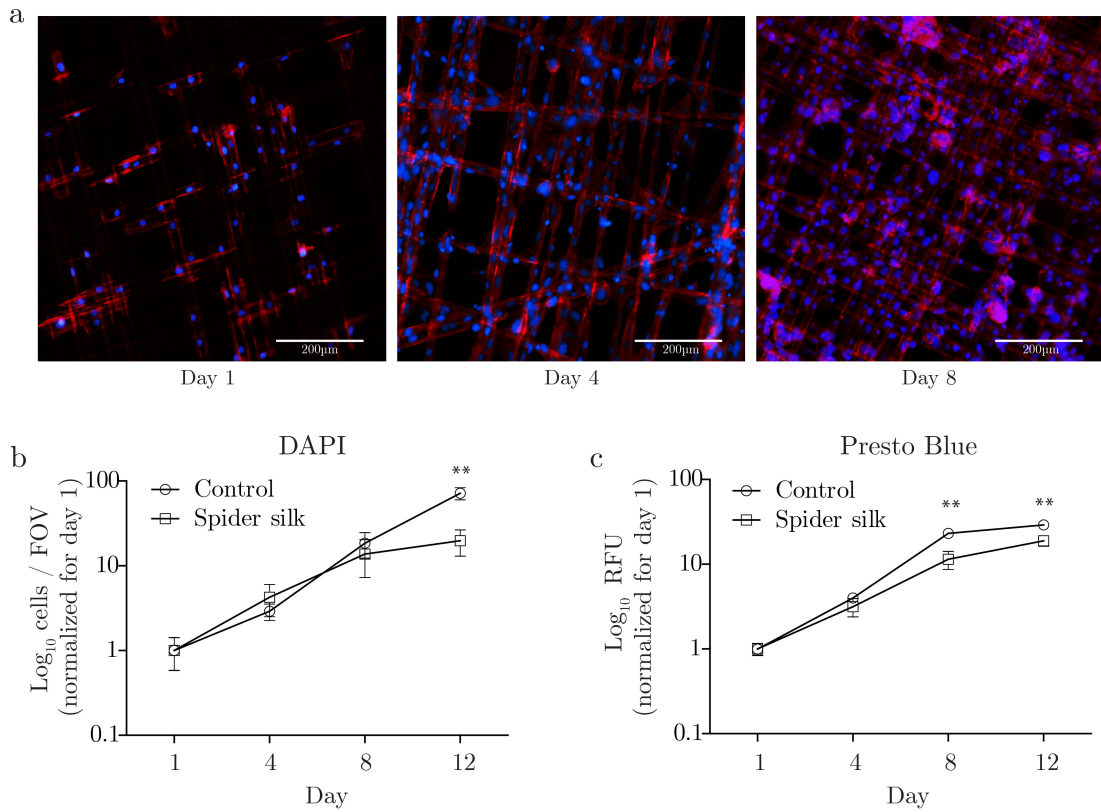 a
200µm
200µm
200µm
Day 1
Day 4
Day 8
b
DAPI
Log₁₀ cells / FOV
(normalized for day 1)
100
10
1
0.1
Control
Spider silk
**
1
4
8
12
Day
c
Presto Blue
Log₁₀ RFU
(normalized for day 1)
100
10
1
0.1
Control
Spider silk
**
**
1
4
8
12
Day